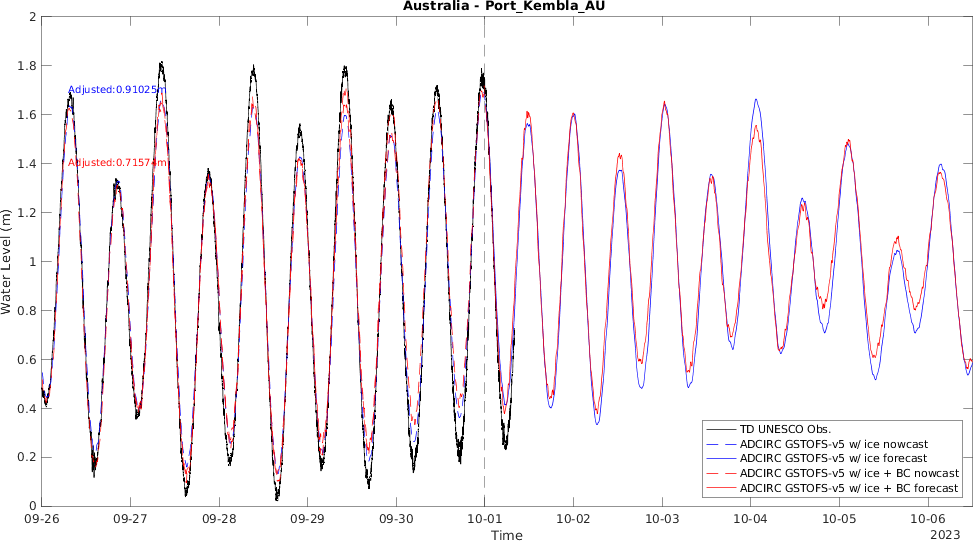 Australia - Port_Kembla_AU
2
1.8
1.6
1.4
1.2
1
0.8
0.6
0.4
0.2
0
Water Level (m)
Adjusted:0.91025m
Adjusted:0.71574m
TD UNESCO Obs.
ADCIRC GSTOFS-v5 w/ ice nowcast
ADCIRC GSTOFS-v5 w/ ice forecast
ADCIRC GSTOFS-v5 w/ ice + BC nowcast
ADCIRC GSTOFS-v5 w/ ice + BC forecast
09-26 09-27 09-28 09-29 09-30 10-01 10-02 10-03 10-04 10-05 10-06
Time
2023